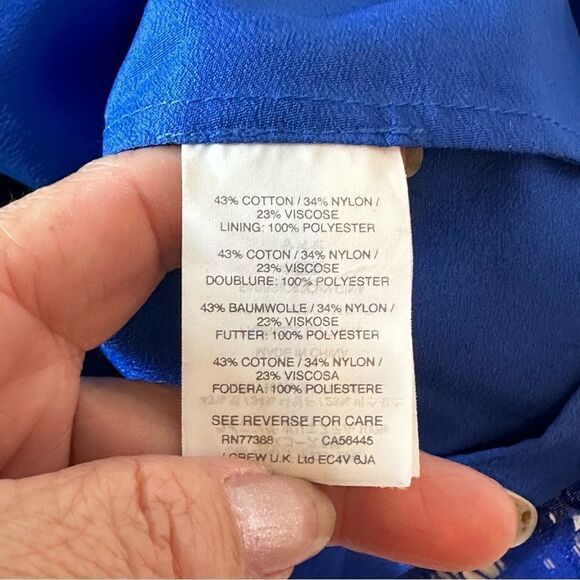 43% COTTON / 34% NYLON /
23% VISCOSE
LINING: 100% POLYESTER
43% COTON / 34% NYLON /
23% VISCOSE
DOUBLURE: 100% POLYESTER
43% BAUMWOLLE / 34% NYLON /
23% VISKOSE
FUTTER: 100% POLYESTER
43% COTONE / 34% NYLON /
23% VISCOSA
FODERA: 100% POLIESTERE
SEE REVERSE FOR CARE
RN77388 CA56445
J.CREW U.K. Ltd EC4V 6JA